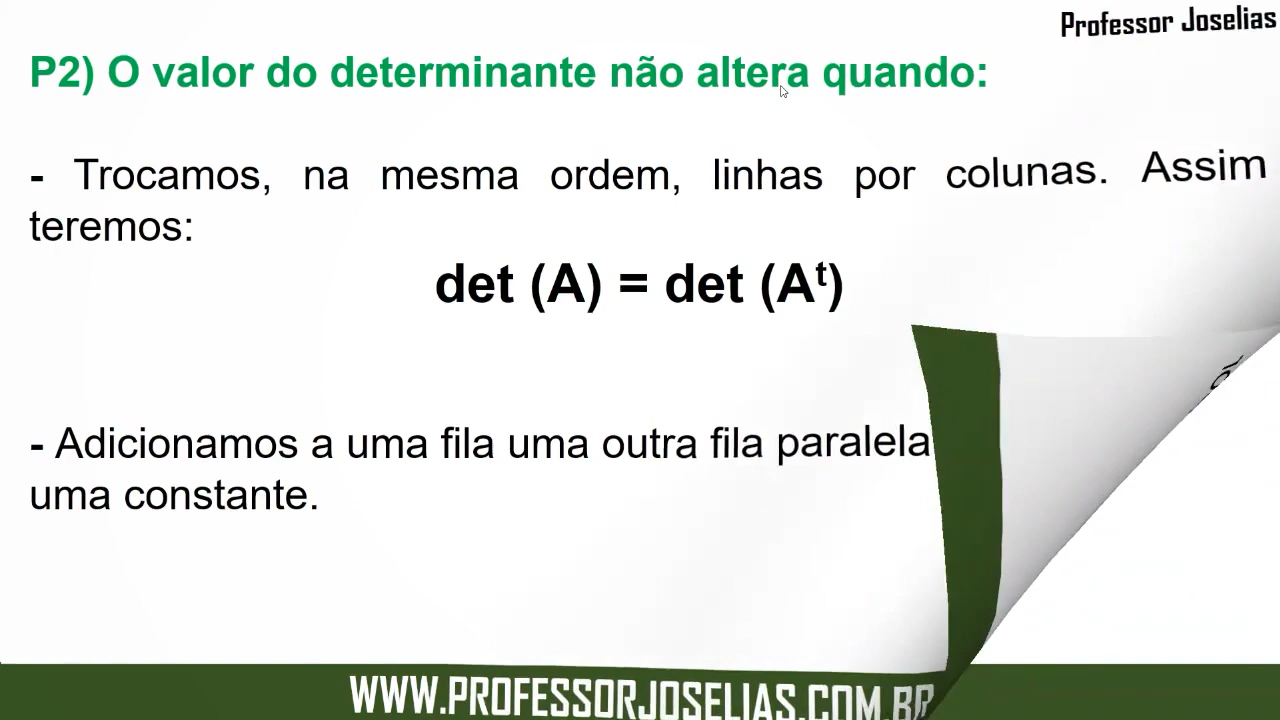 Professor Joselias
P2) O valor do determinante não altera quando:
- Trocamos, na mesma ordem, linhas por colunas. Assim
teremos:
det (A) = det (Aᵗ)
- Adicionamos a uma fila uma outra fila paralela
uma constante.
WWW.PROFESSORJOSELIAS.COM.BR